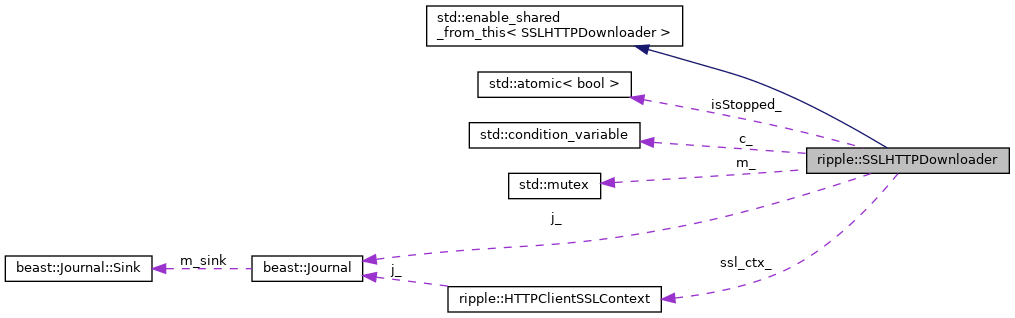 std::enable_shared
_from_this< SSLHTTPDownloader >
std::atomic< bool >
isStopped_
std::condition_variable
c_
ripple::SSLHTTPDownloader
m_
std::mutex
j_
beast::Journal::Sink
m_sink
beast::Journal
j_
ssl_ctx_
ripple::HTTPClientSSLContext